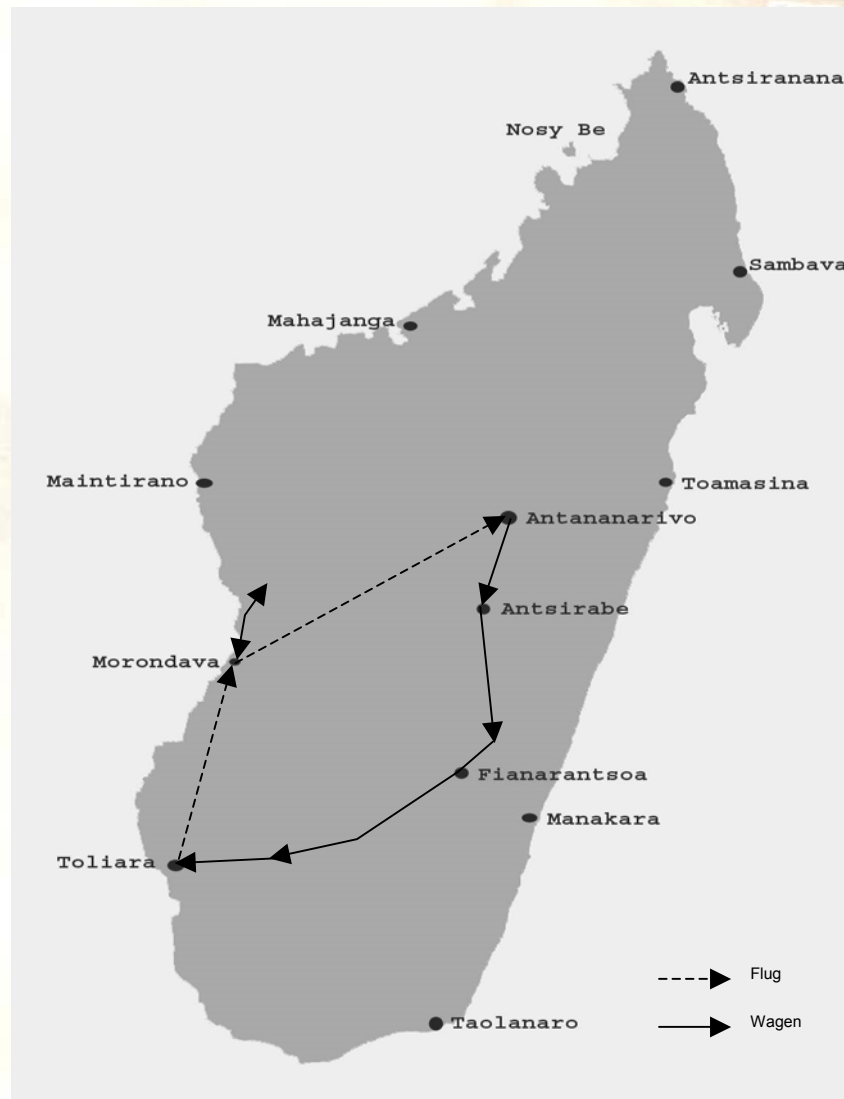 Antsiranana
Nosy Be
Sambava
Mahajanga
Maintirano
Toamasina
Antananarivo
Antsirabe
Morondava
Fianarantsoa
Manakara
Toliara
Flug
Wagen
Taolanaro